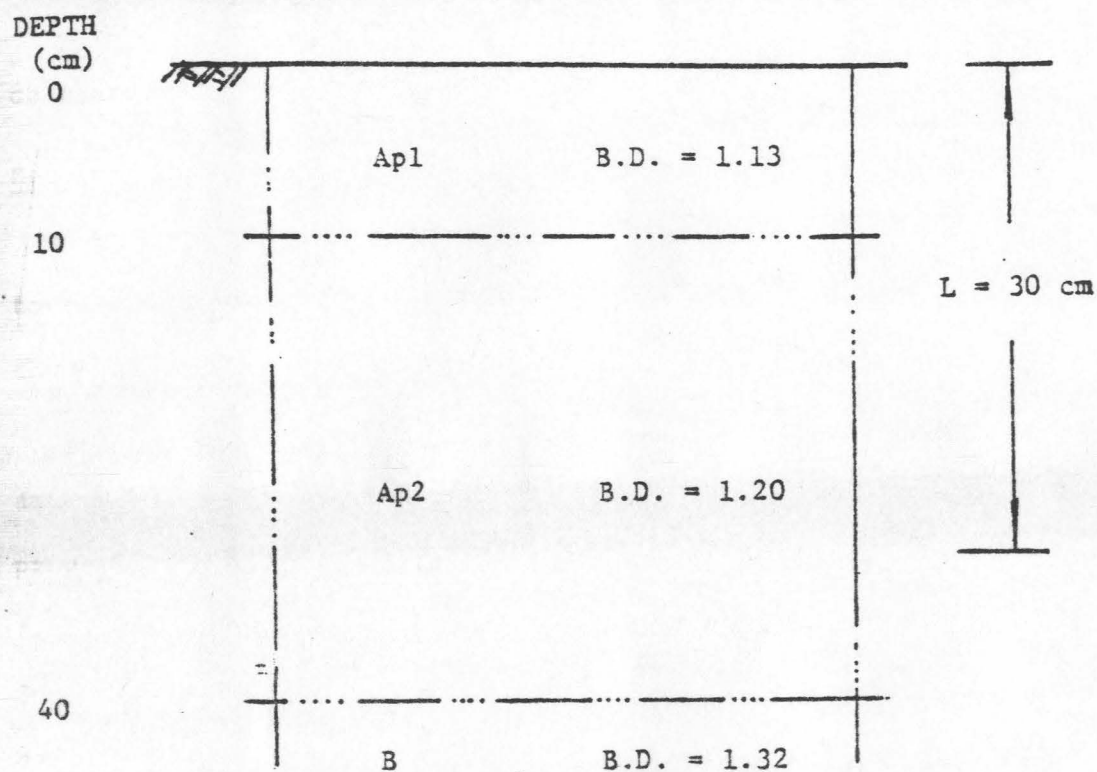 DEPTH
(cm)
0
Ap1 B.D. = 1.13
10
L = 30 cm
Ap2 B.D. = 1.20
40
B B.D. = 1.32